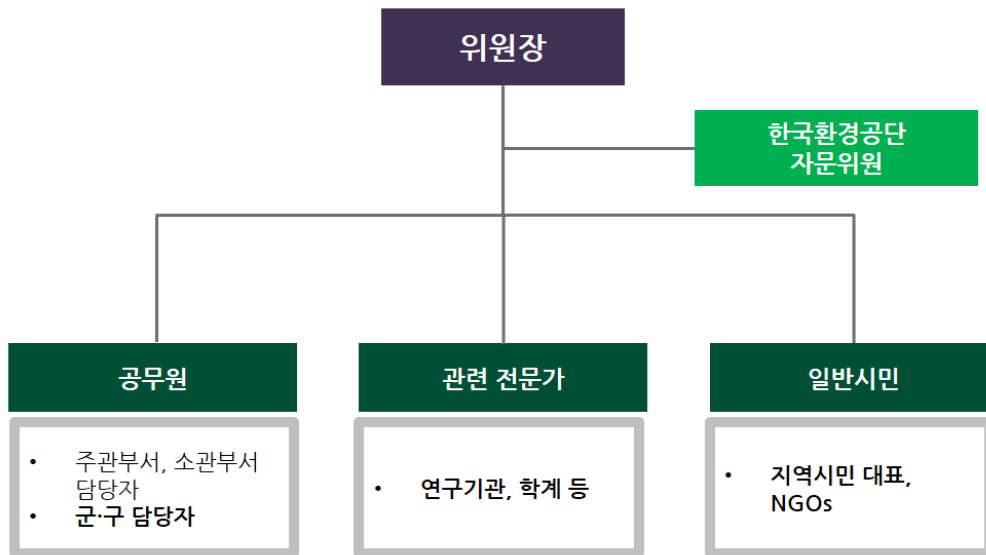 위원장
한국환경공단
자문위원
공무원
관련 전문가
일반시민
• 주관부서, 소관부서
담당자
• 군·구 담당자
• 연구기관, 학계 등
• 지역시민 대표,
NGOs